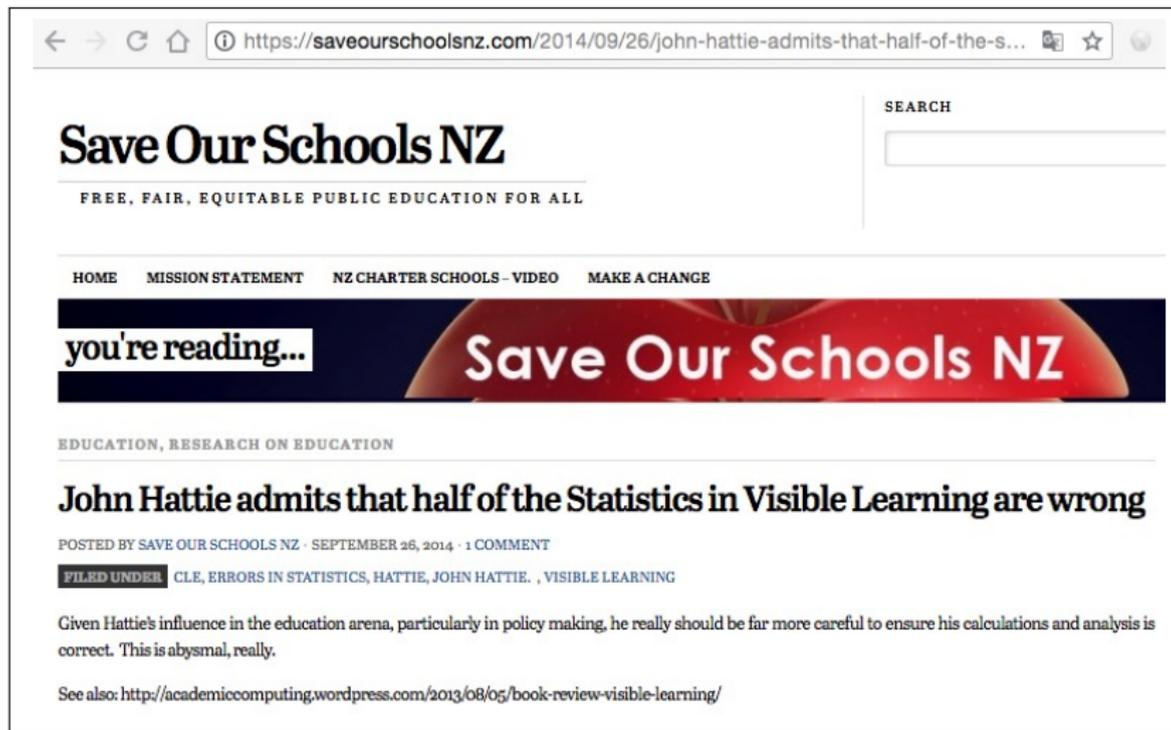 https://saveourschoolsnz.com/2014/09/26/john-hattie-admits-that-half-of-the-s...
SEARCH
Save Our Schools NZ
FREE, FAIR, EQUITABLE PUBLIC EDUCATION FOR ALL
HOME MISSION STATEMENT NZ CHARTER SCHOOLS – VIDEO MAKE A CHANGE
you're reading...
Save Our Schools NZ
EDUCATION, RESEARCH ON EDUCATION
John Hattie admits that half of the Statistics in Visible Learning are wrong
POSTED BY SAVE OUR SCHOOLS NZ · SEPTEMBER 26, 2014 · 1 COMMENT
FILED UNDER CLE, ERRORS IN STATISTICS, HATTIE, JOHN HATTIE. , VISIBLE LEARNING
Given Hattie's influence in the education arena, particularly in policy making, he really should be far more careful to ensure his calculations and analysis is
correct. This is abysmal, really.
See also: http://academiccomputing.wordpress.com/2013/08/05/book-review-visible-learning/